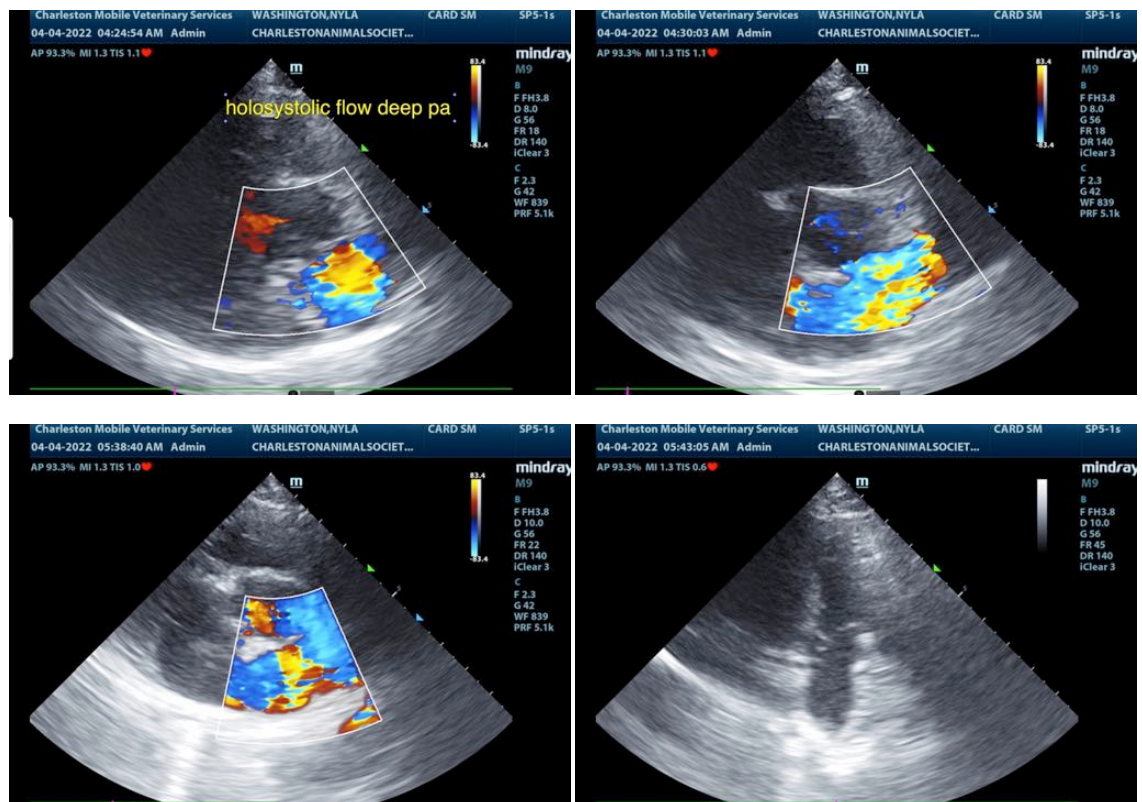 Charleston Mobile Veterinary Services WASHINGTON,NYLA CARD SM SP5-1s
04-04-2022 04:24:54 AM Admin CHARLESTONANIMALSOCIET...
AP 93.3% MI 1.3 TIS 1.1
m
mindray
M9
83.4
-83.4
holosystolic flow deep pa
B
F FH3.8
D 8.0
G 56
FR 18
DR 140
iClear 3
C
F 2.3
G 42
WF 839
PRF 5.1k
5
Charleston Mobile Veterinary Services WASHINGTON,NYLA CARD SM SP5-1s
04-04-2022 04:30:03 AM Admin CHARLESTONANIMALSOCIET...
AP 93.3% MI 1.3 TIS 1.1
m
mindray
M9
83.4
-83.4
B
F FH3.8
D 8.0
G 56
FR 18
DR 140
iClear 3
C
F 2.3
G 42
WF 839
PRF 5.1k
5
Charleston Mobile Veterinary Services WASHINGTON,NYLA CARD SM SP5-1s
04-04-2022 05:38:40 AM Admin CHARLESTONANIMALSOCIET...
AP 93.3% MI 1.3 TIS 1.0
m
mindray
M9
83.4
-83.4
B
F FH3.8
D 10.0
G 56
FR 22
DR 140
iClear 3
C
F 2.3
G 42
WF 839
PRF 5.1k
5
Charleston Mobile Veterinary Services WASHINGTON,NYLA CARD SM SP5-1s
04-04-2022 05:43:05 AM Admin CHARLESTONANIMALSOCIET...
AP 93.3% MI 1.3 TIS 0.6
m
mindray
M9
B
F FH3.8
D 10.0
G 56
FR 45
DR 140
iClear 3
5